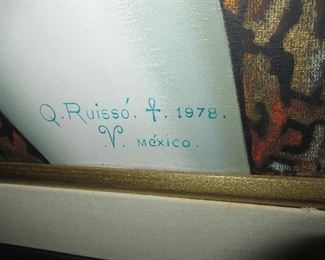 Q. Ruissó. ☥. 1978.
.V. México.